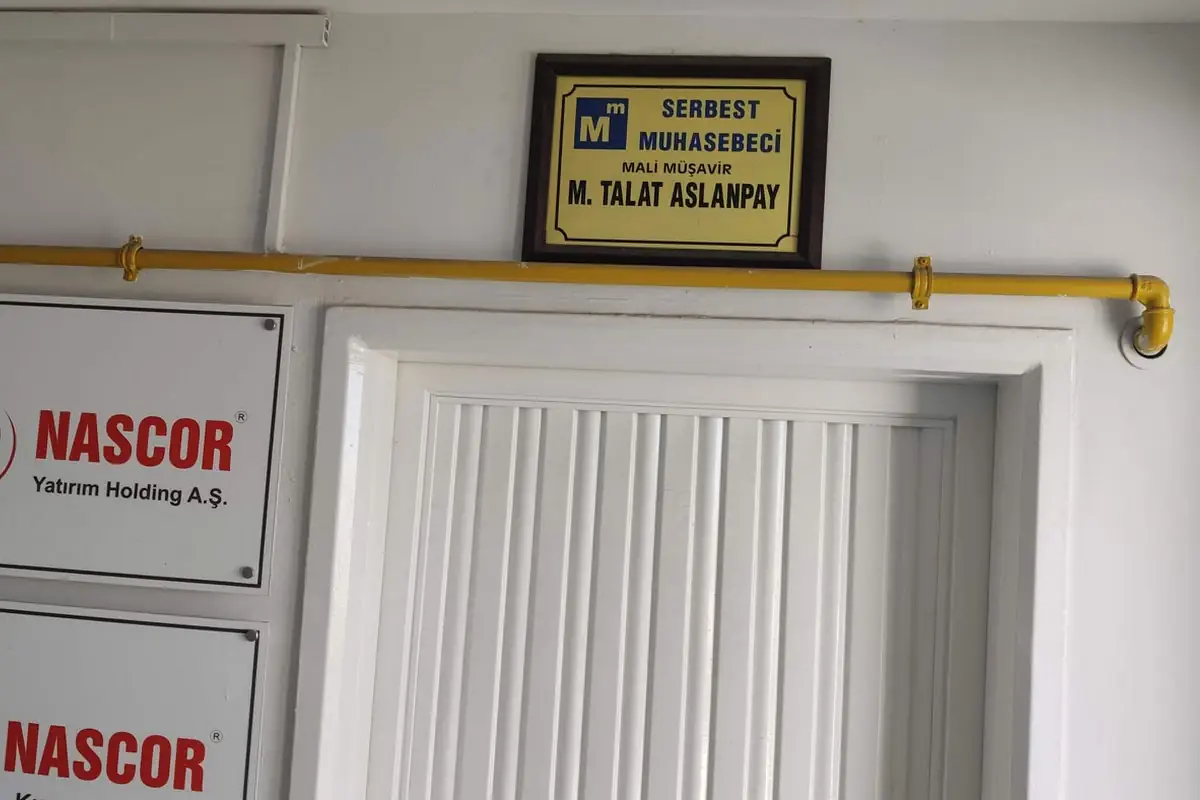 Mm
SERBEST
MUHASEBECİ
MALİ MÜŞAVİR
M. TALAT ASLANPAY
NASCOR ®
Yatırım Holding A.Ş.
NASCOR ®